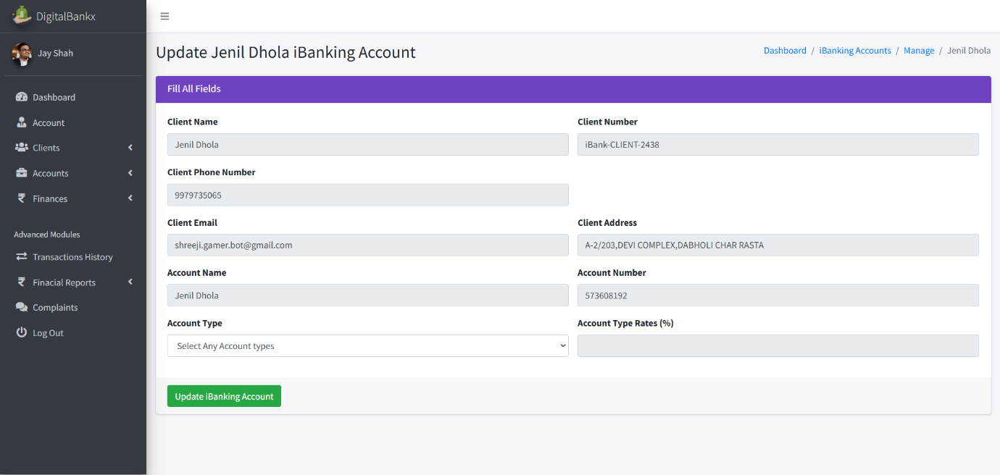 DigitalBankx
Jay Shah
Dashboard
Account
Clients
Accounts
Finances
Advanced Modules
Transactions History
Finacial Reports
Complaints
Log Out
Update Jenil Dhola iBanking Account
Dashboard / iBanking Accounts / Manage / Jenil Dhola
Fill All Fields
Client Name
Jenil Dhola
Client Number
iBank-CLIENT-2438
Client Phone Number
9979735065
Client Email
shreeji.gamer.bot@gmail.com
Client Address
A-2/203,DEVI COMPLEX,DABHOLI CHAR RASTA
Account Name
Jenil Dhola
Account Number
573608192
Account Type
Select Any Account types
Account Type Rates (%)
Update iBanking Account